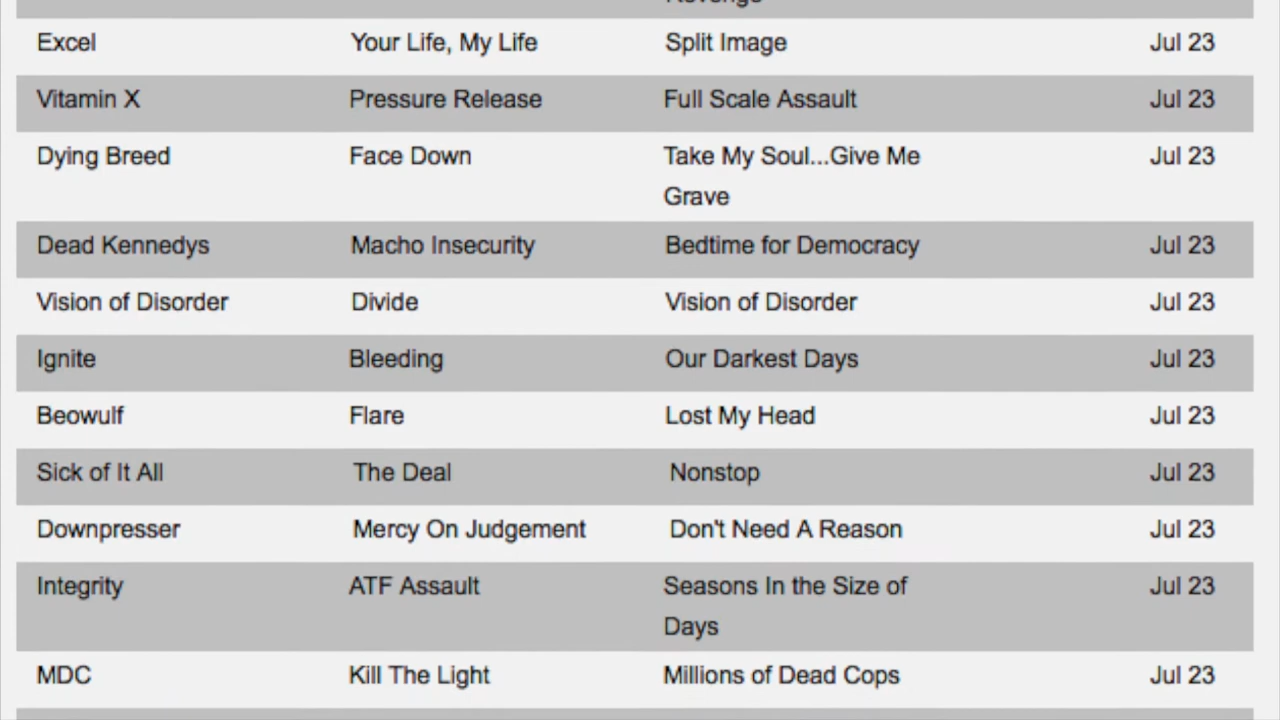 Revenge
Excel Your Life, My Life Split Image Jul 23
Vitamin X Pressure Release Full Scale Assault Jul 23
Dying Breed Face Down Take My Soul...Give Me Jul 23
Grave
Dead Kennedys Macho Insecurity Bedtime for Democracy Jul 23
Vision of Disorder Divide Vision of Disorder Jul 23
Ignite Bleeding Our Darkest Days Jul 23
Beowulf Flare Lost My Head Jul 23
Sick of It All The Deal Nonstop Jul 23
Downpresser Mercy On Judgement Don't Need A Reason Jul 23
Integrity ATF Assault Seasons In the Size of Jul 23
Days
MDC Kill The Light Millions of Dead Cops Jul 23